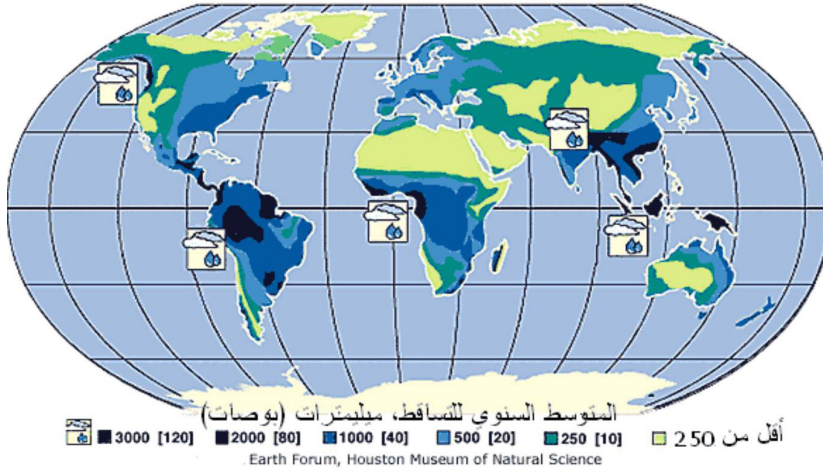 المتوسط السنوي للتساقط، ميليمترات (بوصات)
3000 [120] 2000 [80] 1000 [40] 500 [20] 250 [10] أقل من 250
Earth Forum, Houston Museum of Natural Science